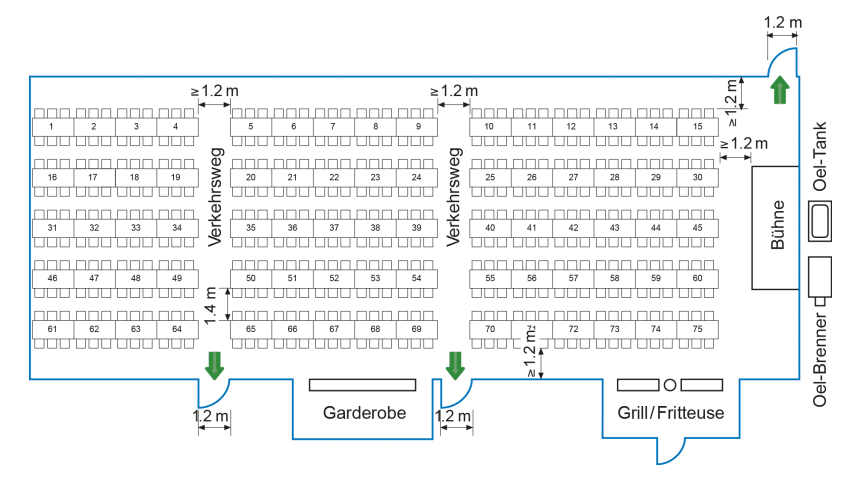 1.2 m
≥1.2 m
≥1.2 m
≥1.2 m
≥1.2 m
1 2 3 4 5 6 7 8 9 10 11 12 13 14 15
Verkehrsweg
Verkehrsweg
16 17 18 19 20 21 22 23 24 25 26 27 28 29 30
Oel-Tank
31 32 33 34 35 36 37 38 39 40 41 42 43 44 45
Bühne
46 47 48 49 50 51 52 53 54 55 56 57 58 59 60
1.4 m
61 62 63 64 65 66 67 68 69 70 71 72 73 74 75
≥1.2 m
Oel-Brenner
1.2 m
Garderobe
1.2 m
Grill/Fritteuse